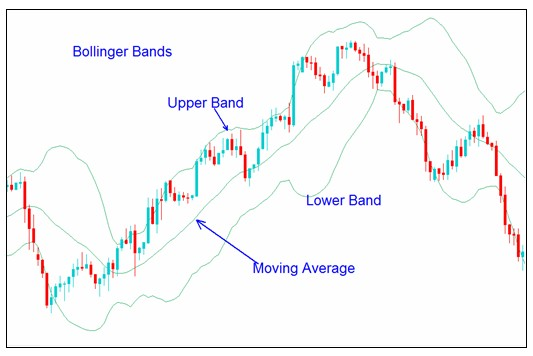 Bollinger Bands
Upper Band
Lower Band
Moving Average